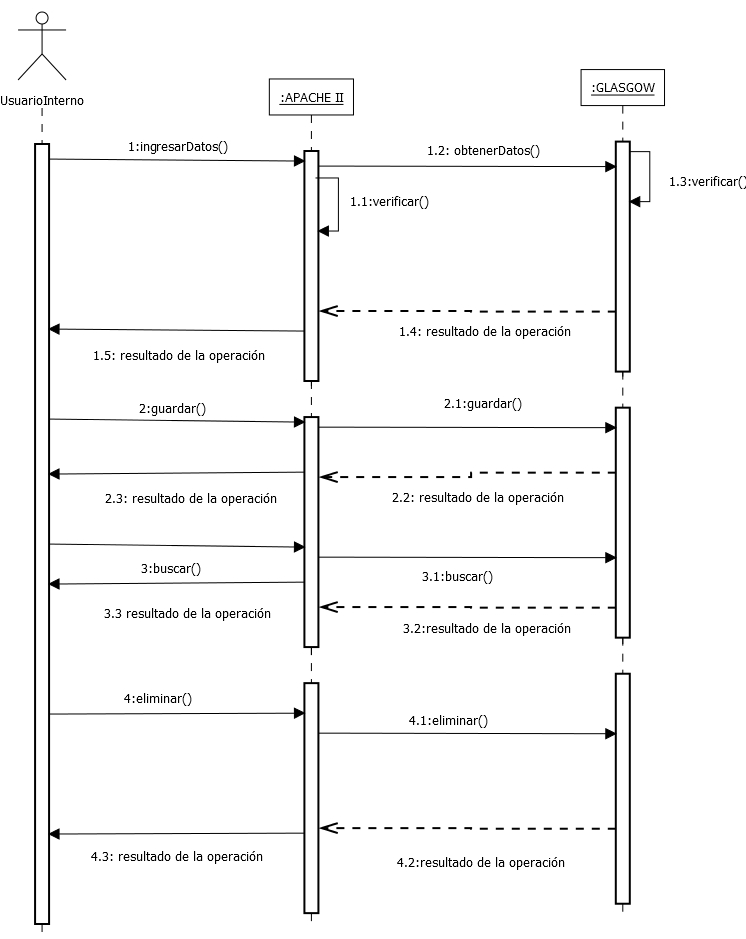 UsuarioInterno
:APACHE II
:GLASGOW
1:ingresarDatos()
1.2: obtenerDatos()
1.3:verificar()
1.1:verificar()
1.4: resultado de la operación
1.5: resultado de la operación
2:guardar()
2.1:guardar()
2.3: resultado de la operación
2.2: resultado de la operación
3:buscar()
3.1:buscar()
3.3 resultado de la operación
3.2:resultado de la operación
4:eliminar()
4.1:eliminar()
4.3: resultado de la operación
4.2:resultado de la operación